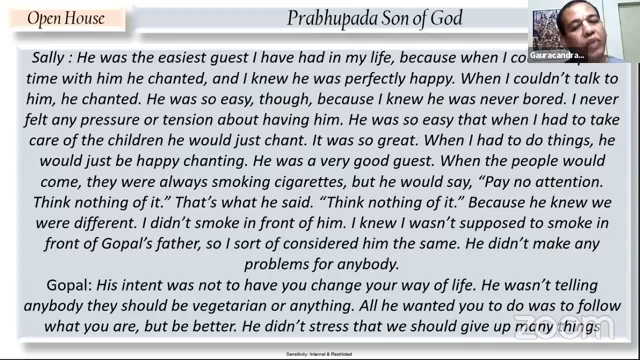 Open House
Prabhupada Son of God
Gauracandra...
Sally : He was the easiest guest I have had in my life, because when I co
time with him he chanted, and I knew he was perfectly happy. When I couldn't talk to
him, he chanted. He was so easy, though, because I knew he was never bored. I never
felt any pressure or tension about having him. He was so easy that when I had to take
care of the children he would just chant. It was so great. When I had to do things, he
would just be happy chanting. He was a very good guest. When the people would
come, they were always smoking cigarettes, but he would say, “Pay no attention.
Think nothing of it.” That's what he said. “Think nothing of it.” Because he knew we
were different. I didn't smoke in front of him. I knew I wasn't supposed to smoke in
front of Gopal's father, so I sort of considered him the same. He didn't make any
problems for anybody.
Gopal: His intent was not to have you change your way of life. He wasn't telling
anybody they should be vegetarian or anything. All he wanted you to do was to follow
what you are, but be better. He didn't stress that we should give up many things
zoom
Sensitivity: Internal & Restricted